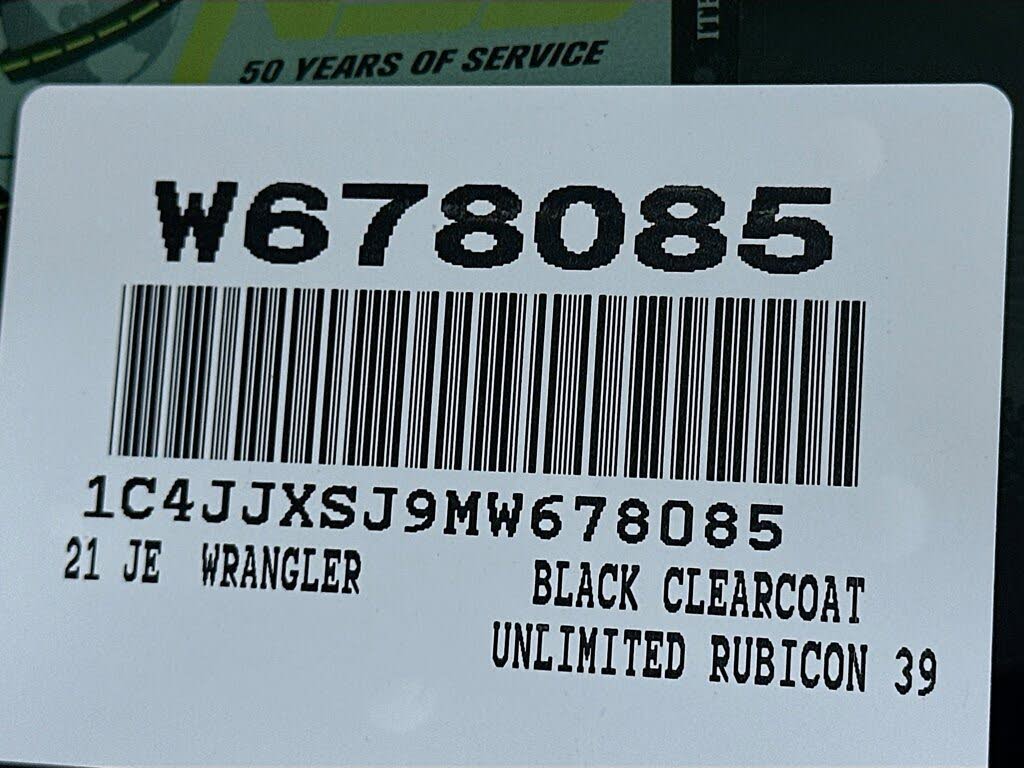 50 YEARS OF SERVICE
W678085
1C4JJXSJ9MW678085
21 JE WRANGLER BLACK CLEARCOAT
UNLIMITED RUBICON 39